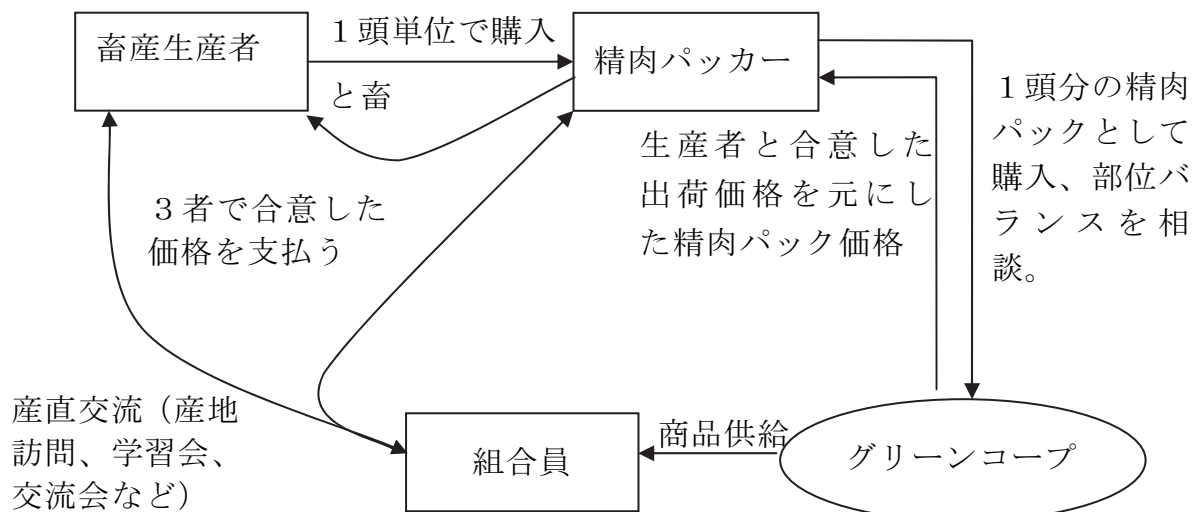 畜産生産者
１頭単位で購入
と畜
精肉パッカー
１頭分の精肉
パックとして
購入、部位バ
ランスを相
談。
生産者と合意した
出荷価格を元にし
た精肉パック価格
３者で合意した
価格を支払う
産直交流（産地
訪問、学習会、
交流会など）
組合員
商品供給
グリーンコープ